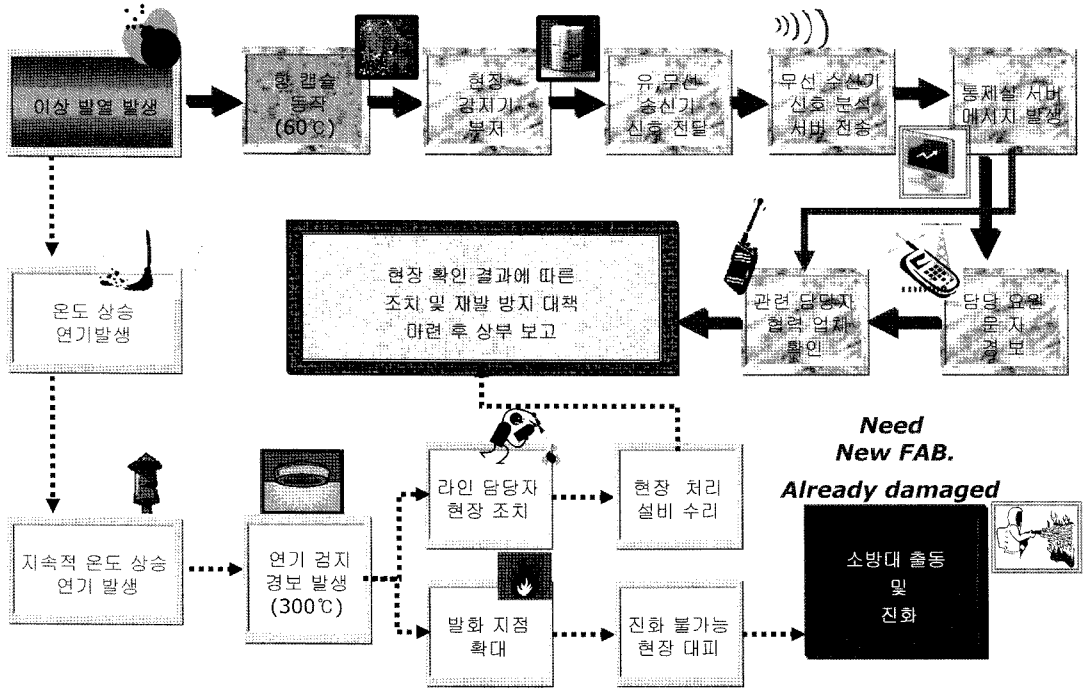 이상 발열 발생
향 캡슐
동작
(60℃)
현장
감지기
부저
유,무선
송신기
신호 전달
무선 수신기
신호 분석
서버 전송
통제실 서버
메시지 발생
온도 상승
연기발생
현장 확인 결과에 따른
조치 및 재발 방지 대책
마련 후 상부 보고
관련 담당자
협력 업체
확인
담당 요원
문 자
경 보
지속적 온도 상승
연기 발생
연기 검지
경보 발생
(300℃)
라인 담당자
현장 조치
현장 처리
설비 수리
발화 지점
확대
진화 불가능
현장 대피
Need
New FAB.
Already damaged
소방대 출동
및
진화